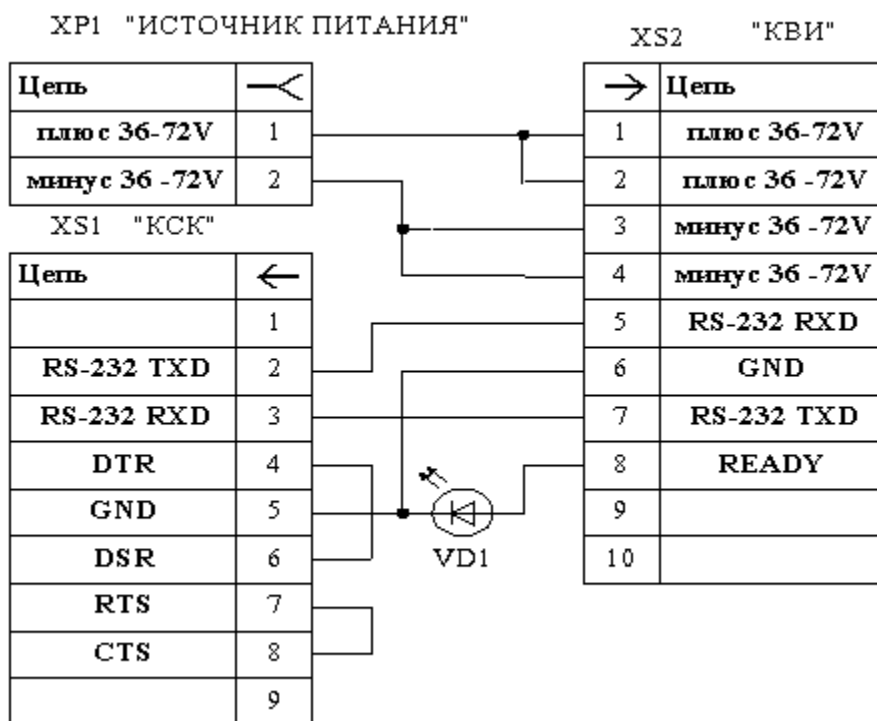 XP1 "ИСТОЧНИК ПИТАНИЯ"
Цепь
плюс 36-72V 1
минус 36 -72V 2
XS1 "КСК"
Цепь
1
RS-232 TXD 2
RS-232 RXD 3
DTR 4
GND 5
DSR 6
RTS 7
CTS 8
9
VD1
XS2 "КВИ"
Цепь
1 плюс 36-72V
2 плюс 36 -72V
3 минус 36 -72V
4 минус 36 -72V
5 RS-232 RXD
6 GND
7 RS-232 TXD
8 READY
9
10